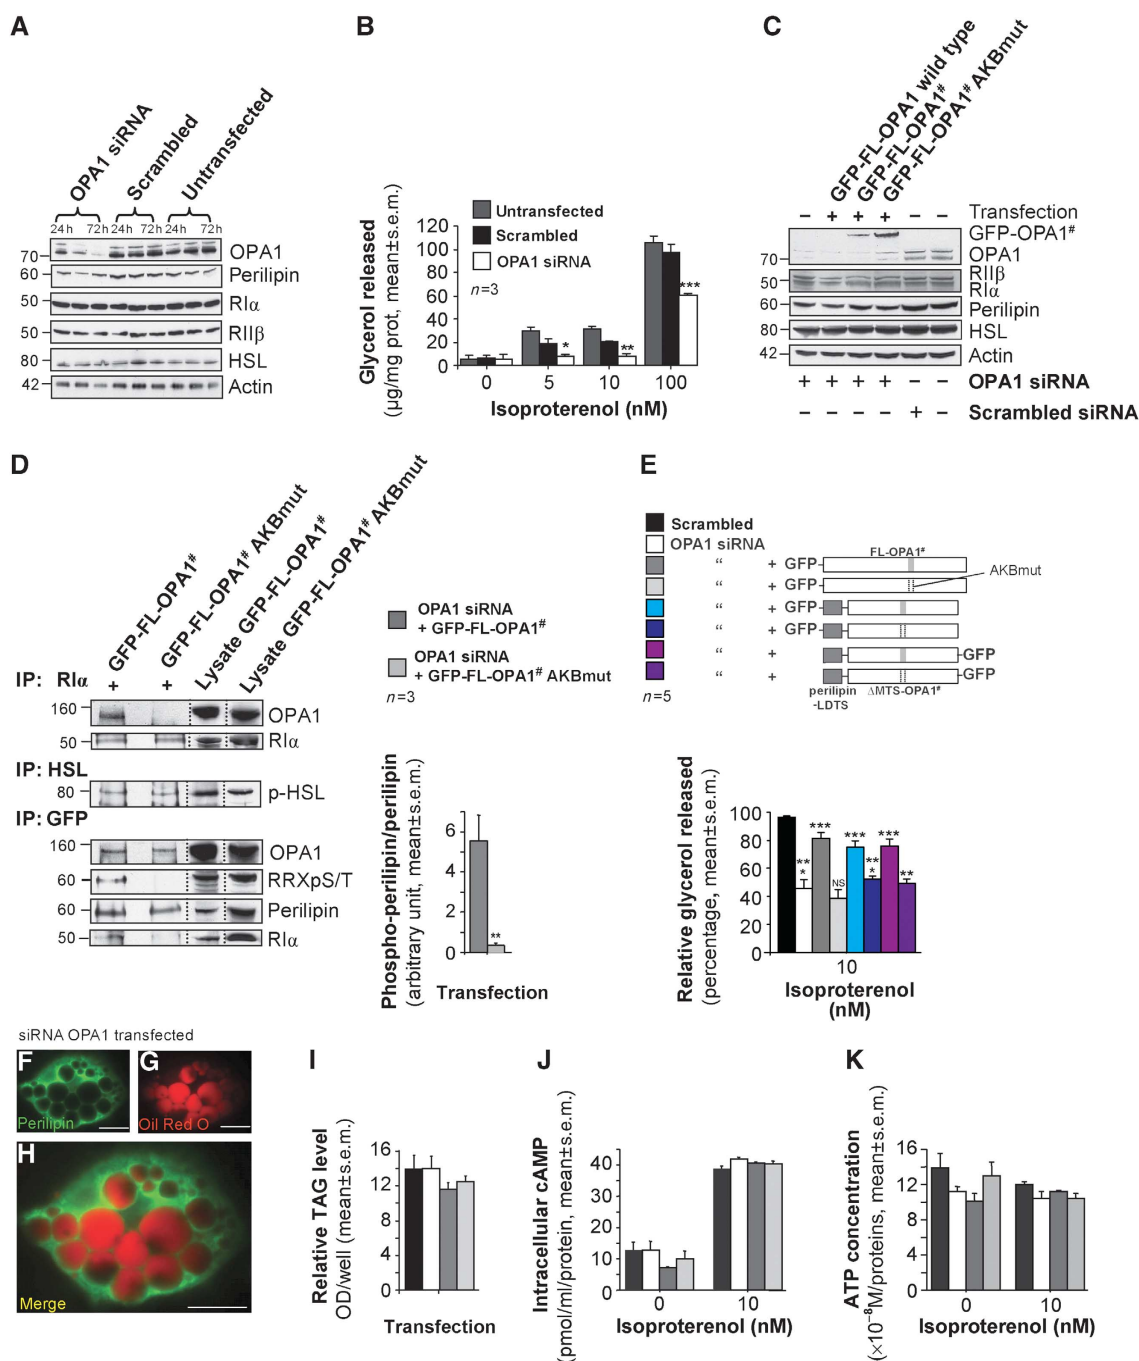 A
OPA1 siRNA
Scrambled
Untransfected
24 h 72 h 24 h 72 h 24 h 72 h
70 OPA1
60 Perilipin
50 RIα
50 RIIβ
80 HSL
42 Actin
B
Glycerol released
(µg/mg prot, mean±s.e.m.)
120
100
80
60
40
20
0
Untransfected
Scrambled
OPA1 siRNA
n=3
* ** ***
0 5 10 100
Isoproterenol (nM)
C
GFP-FL-OPA1 wild type
GFP-FL-OPA1#
GFP-FL-OPA1# AKBmut
– + + + – – Transfection
GFP-OPA1#
70 OPA1
50 RIIβ
RIα
60 Perilipin
80 HSL
42 Actin
+ + + + – – OPA1 siRNA
– – – – + – Scrambled siRNA
D
GFP-FL-OPA1#
GFP-FL-OPA1# AKBmut
Lysate GFP-FL-OPA1#
Lysate GFP-FL-OPA1# AKBmut
IP: RIα + +
160 OPA1
50 RIα
IP: HSL
80 p-HSL
IP: GFP
160 OPA1
60 RRXpS/T
60 Perilipin
50 RIα
OPA1 siRNA
+ GFP-FL-OPA1#
OPA1 siRNA
+ GFP-FL-OPA1# AKBmut
n=3
Phospho-perilipin/perilipin
(arbitrary unit, mean±s.e.m.)
6
4
2
0
**
Transfection
E
Scrambled
OPA1 siRNA
FL-OPA1#
“ + GFP
“ + GFP
AKBmut
“ + GFP
“ + GFP
“ + GFP
“ + GFP
n=5
perilipin
-LDTS
ΔMTS-OPA1#
Relative glycerol released
(percentage, mean±s.e.m.)
100
80
60
40
20
0
*** *** NS *** *** *** **
10
Isoproterenol
(nM)
siRNA OPA1 transfected
F
Perilipin
G
Oil Red O
H
Merge
I
Relative TAG level
OD/well (mean±s.e.m.)
16
12
8
4
0
Transfection
J
Intracellular cAMP
(pmol/ml/protein, mean±s.e.m.)
40
30
20
10
0
0 10
Isoproterenol (nM)
K
ATP concentration
(×10⁻⁸M/proteins, mean±s.e.m.)
16
12
8
4
0
0 10
Isoproterenol (nM)